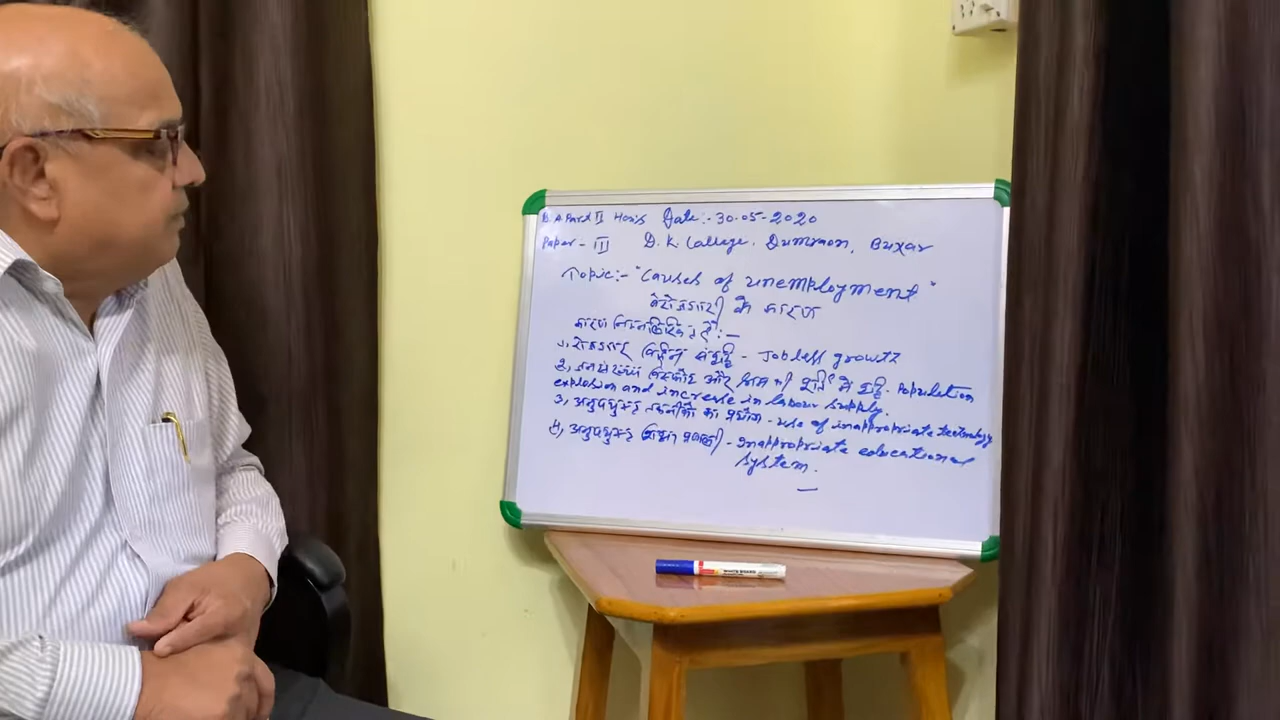 B.A Part II Hons Date:- 30-05-2020
Paper - III D.K. College, Dumraon, Buxar
Topic:- "Causes of unemployment"
बेरोजगारी के कारण
कारण निम्नलिखित हैं:-
1, रोजगार विहिन संवृद्धि - Jobless growth
2, जनसंख्या विस्फोट और श्रम की पूर्ति में वृद्धि - Population
explosion and increase in labour supply.
3, अनुपयुक्त तकनीकी का प्रयोग - use of inappropriate technology
4, अनुपयुक्त शिक्षा प्रणाली - Inappropriate educational
system.